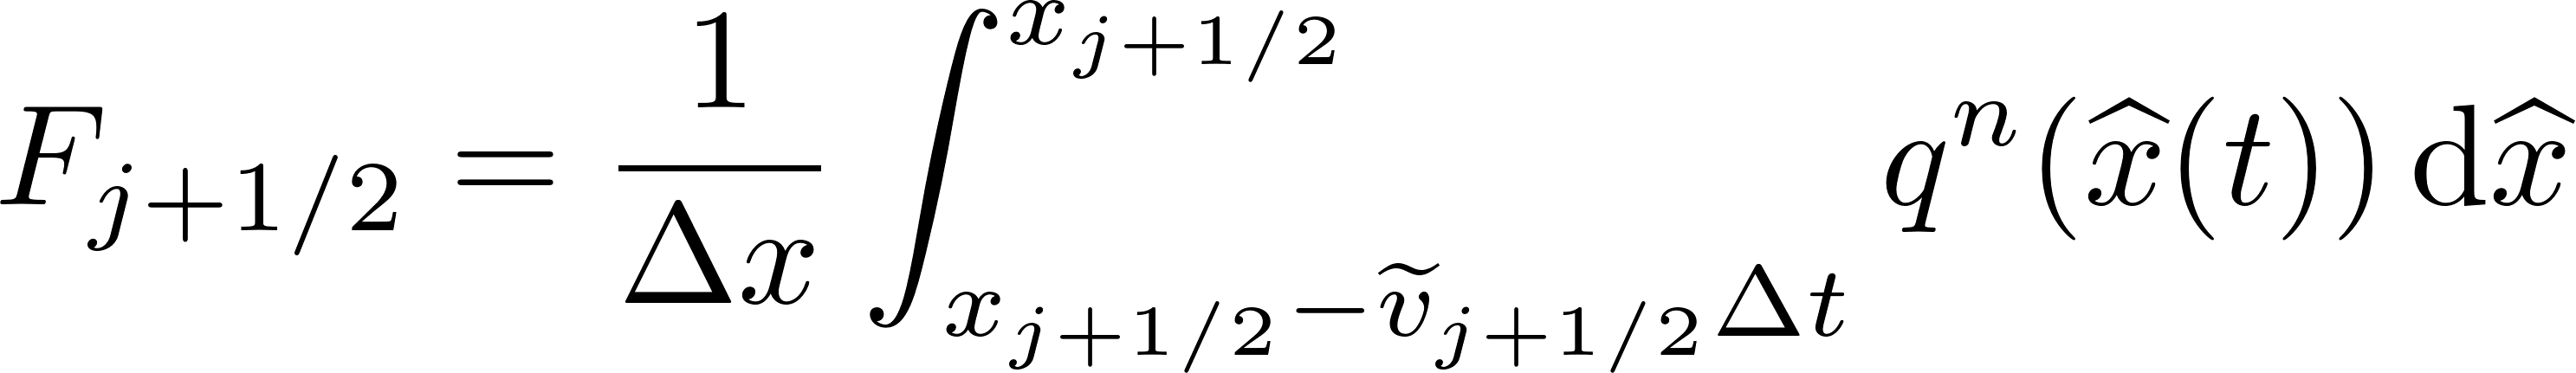 $F_{j+1/2} = \frac{1}{\Delta x} \int_{x_{j+1/2} - \widetilde{v}_{j+1/2} \Delta t}^{x_{j+1/2}} q^n(\widehat{x}(t)) \, \mathrm{d}\widehat{x}$